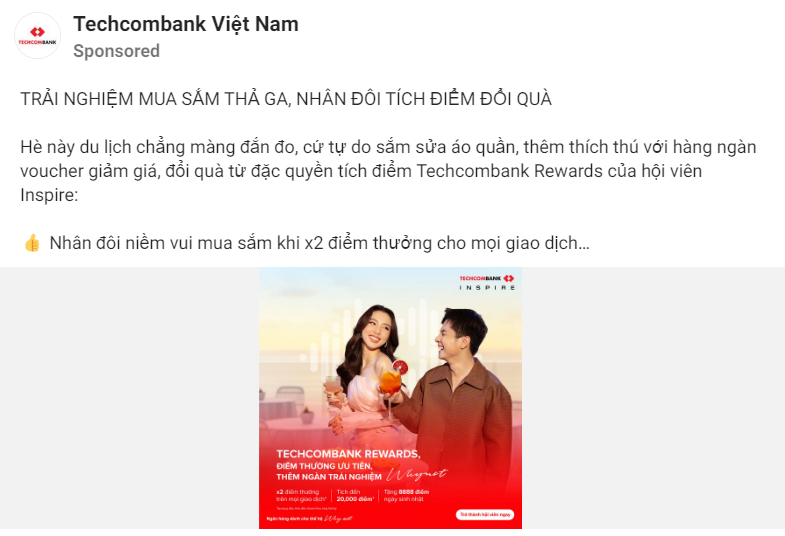 Techcombank Việt Nam
Sponsored
TECHCOMBANK
TRẢI NGHIỆM MUA SẮM THẢ GA, NHÂN ĐÔI TÍCH ĐIỂM ĐỔI QUÀ
Hè này du lịch chẳng màng đắn đo, cứ tự do sắm sửa áo quần, thêm thích thú với hàng ngàn
voucher giảm giá, đổi quà từ đặc quyền tích điểm Techcombank Rewards của hội viên
Inspire:
👍 Nhân đôi niềm vui mua sắm khi x2 điểm thưởng cho mọi giao dịch...
TECHCOMBANK
INSPIRE
TECHCOMBANK REWARDS,
ĐIỂM THƯỞNG ƯU TIÊN,
THÊM NGÀN TRẢI NGHIỆM Why not
x2 điểm thưởng
trên mọi giao dịch*
Tích đến
20,000 điểm*
Tặng 8888 điểm
ngày sinh nhật
Ngân hàng dành cho thế hệ Why not
Trở thành hội viên ngay